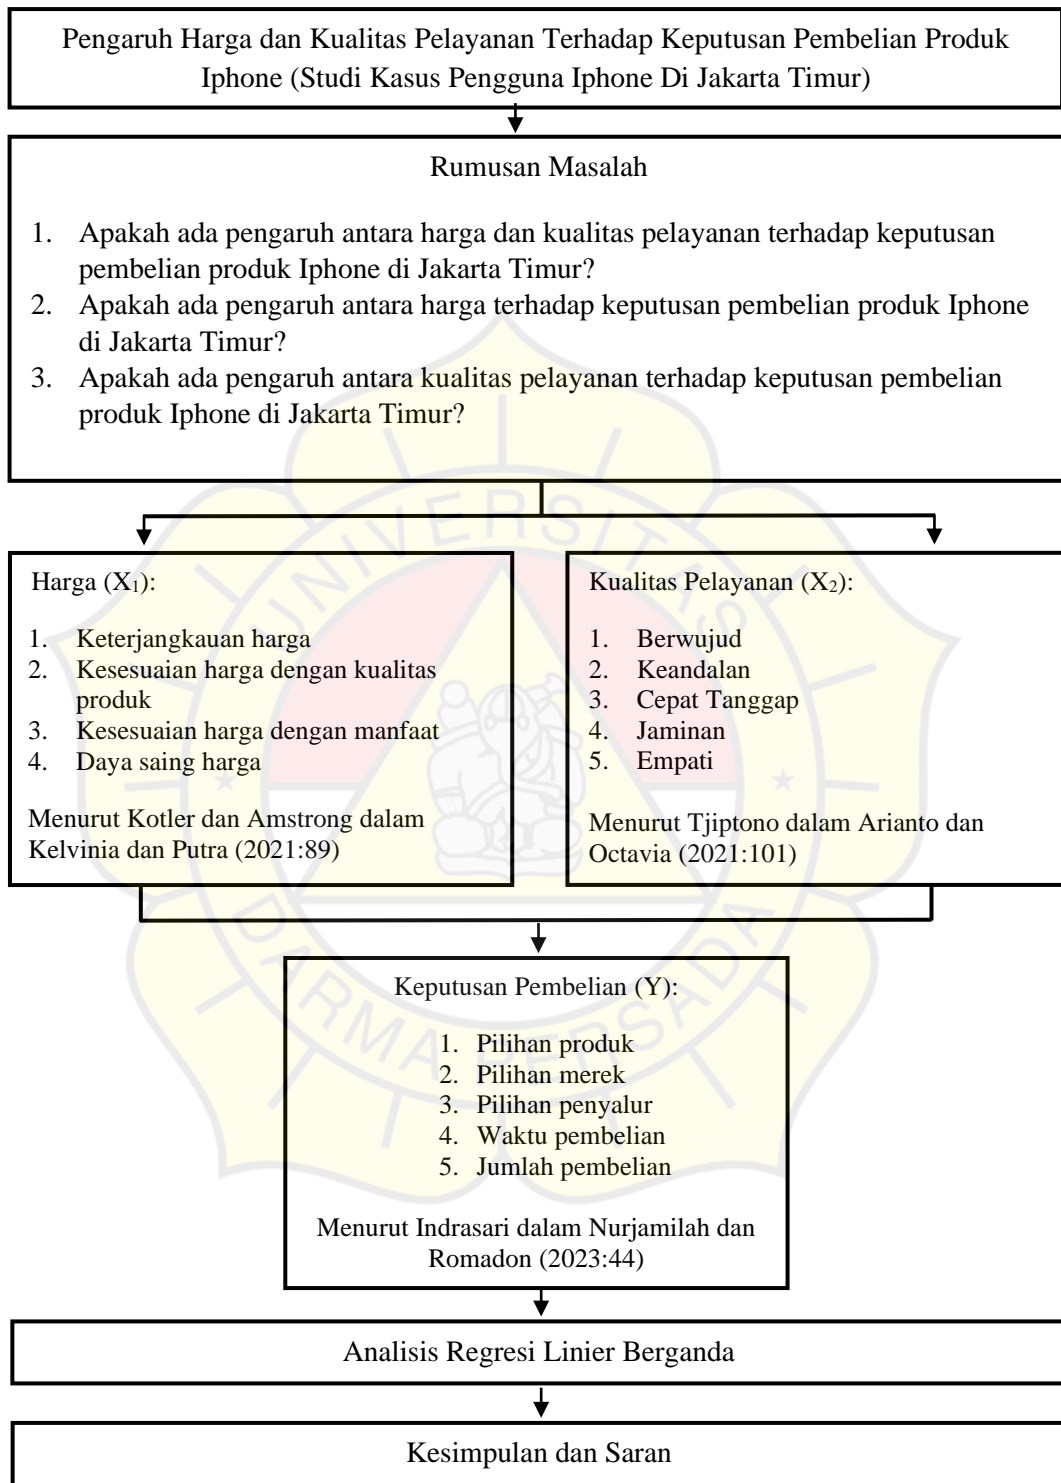 Pengaruh Harga dan Kualitas Pelayanan Terhadap Keputusan Pembelian Produk
Iphone (Studi Kasus Pengguna Iphone Di Jakarta Timur)
Rumusan Masalah
1. Apakah ada pengaruh antara harga dan kualitas pelayanan terhadap keputusan
pembelian produk Iphone di Jakarta Timur?
2. Apakah ada pengaruh antara harga terhadap keputusan pembelian produk Iphone
di Jakarta Timur?
3. Apakah ada pengaruh antara kualitas pelayanan terhadap keputusan pembelian
produk Iphone di Jakarta Timur?
Harga (X₁):
1. Keterjangkauan harga
2. Kesesuaian harga dengan kualitas
produk
3. Kesesuaian harga dengan manfaat
4. Daya saing harga
Menurut Kotler dan Amstrong dalam
Kelvinia dan Putra (2021:89)
Kualitas Pelayanan (X₂):
1. Berwujud
2. Keandalan
3. Cepat Tanggap
4. Jaminan
5. Empati
Menurut Tjiptono dalam Arianto dan
Octavia (2021:101)
Keputusan Pembelian (Y):
1. Pilihan produk
2. Pilihan merek
3. Pilihan penyalur
4. Waktu pembelian
5. Jumlah pembelian
Menurut Indrasari dalam Nurjamilah dan
Romadon (2023:44)
Analisis Regresi Linier Berganda
Kesimpulan dan Saran
UNIVERSITAS
DARMA PERSADA